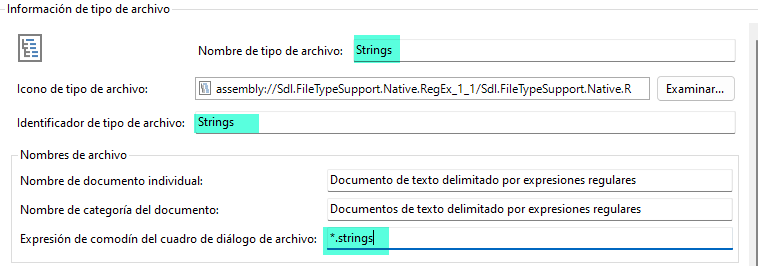 Información de tipo de archivo
Nombre de tipo de archivo: Strings
Icono de tipo de archivo: assembly://Sdl.FileTypeSupport.Native.RegEx_1_1/Sdl.FileTypeSupport.Native.R Examinar...
Identificador de tipo de archivo: Strings
Nombres de archivo
Nombre de documento individual: Documento de texto delimitado por expresiones regulares
Nombre de categoría del documento: Documentos de texto delimitado por expresiones regulares
Expresión de comodín del cuadro de diálogo de archivo: *.strings